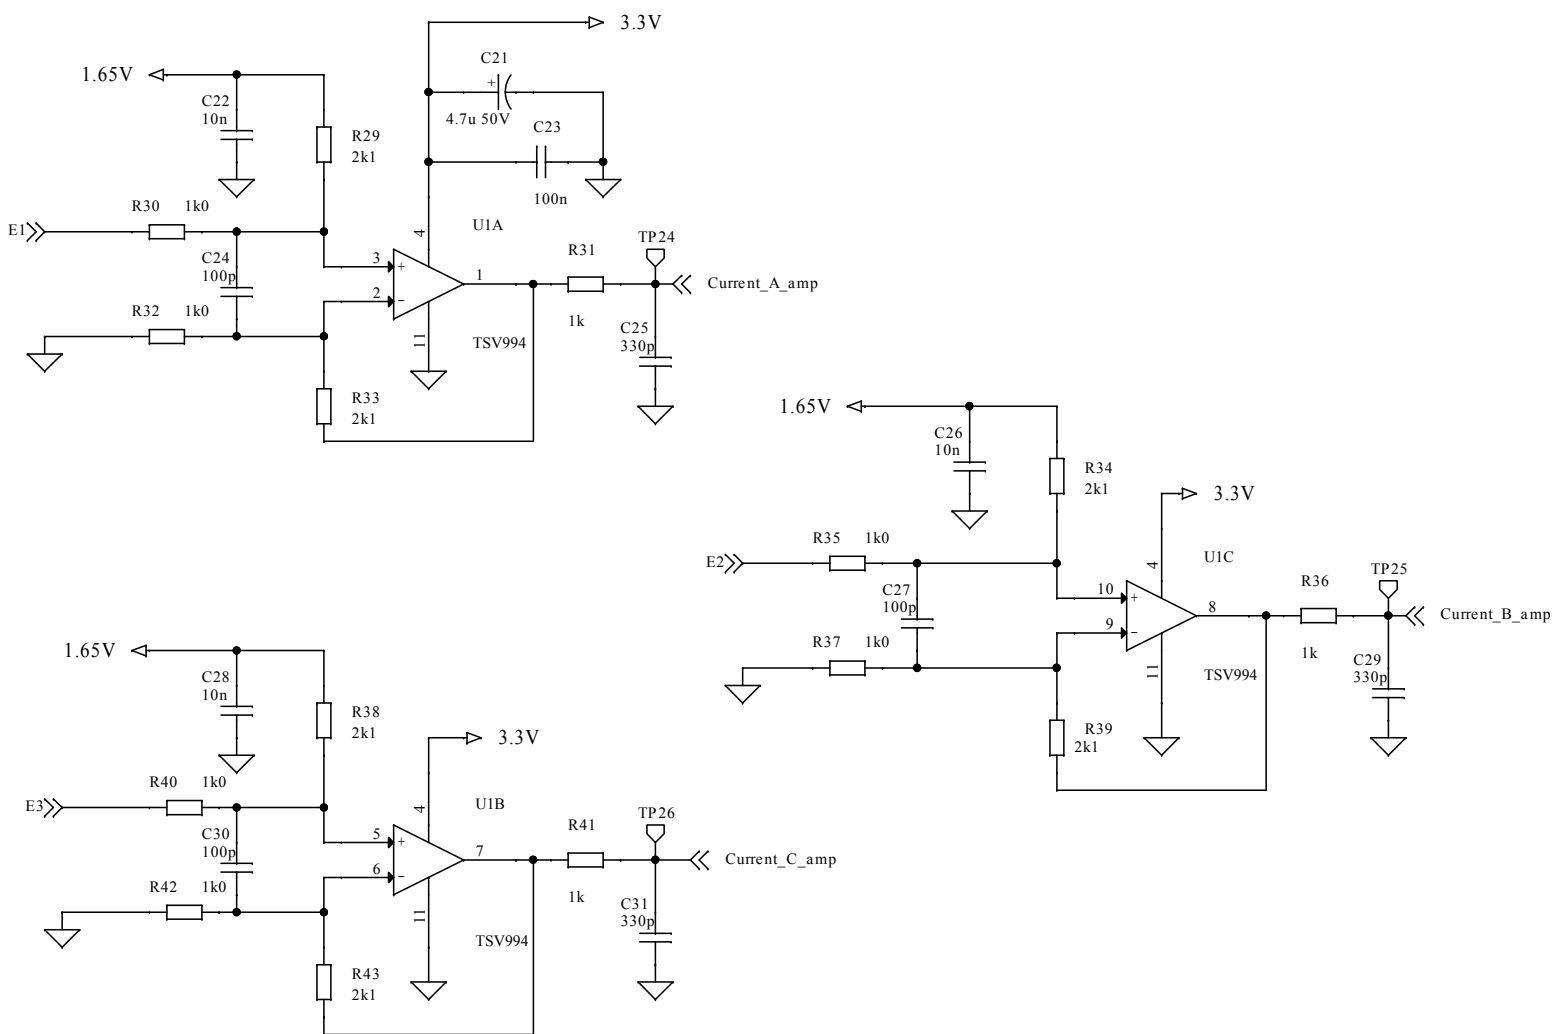 3.3V
C21
1.65V
+
C22
10n
4.7u 50V
C23
R29
2k1
100n
R30 1k0
U1A
E1
4
TP24
R31
C24
100p
3
+
1
Current_A_amp
2
−
R32 1k0
1k
C25
330p
11
TSV994
R33
2k1
1.65V
C26
10n
R34
2k1
3.3V
R35 1k0
U1C
E2
4
TP25
R36
C27
100p
10
+
8
Current_B_amp
9
−
R37 1k0
1k
C29
330p
11
TSV994
R39
2k1
1.65V
C28
10n
R38
2k1
3.3V
R40 1k0
U1B
E3
4
TP26
R41
C30
100p
5
+
7
Current_C_amp
6
−
R42 1k0
1k
C31
330p
11
TSV994
R43
2k1